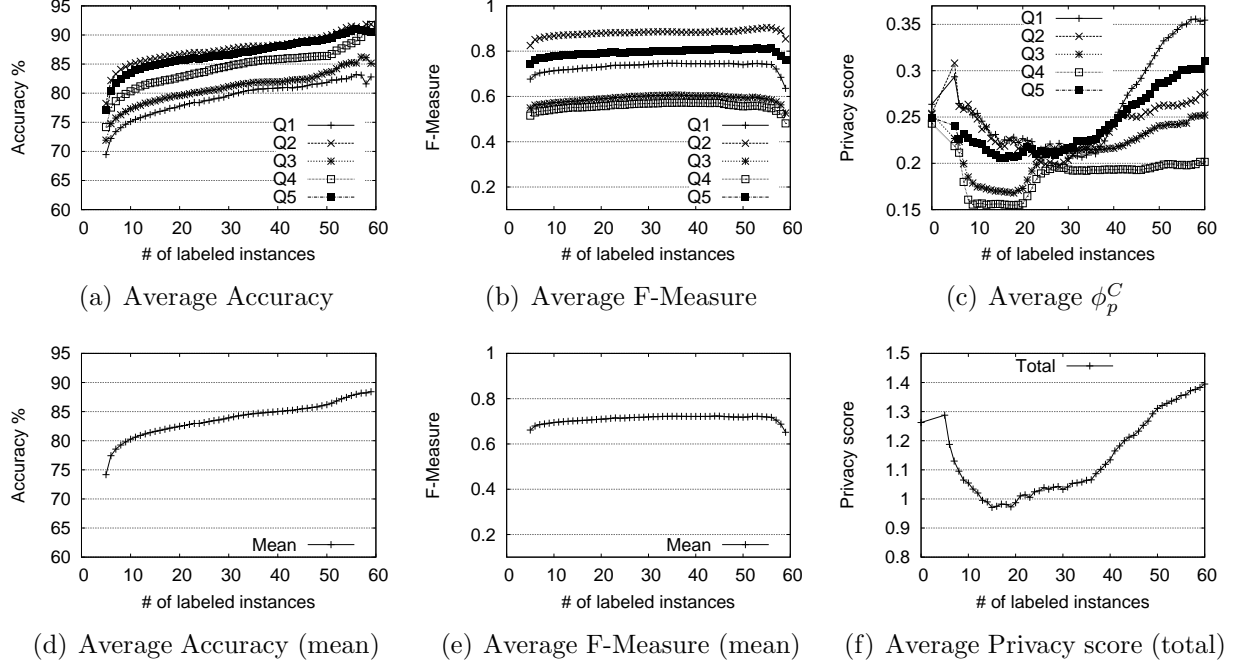 Accuracy %
95
90
85
80
75
70
65
60
0 10 20 30 40 50 60
# of labeled instances
Q1
Q2
Q3
Q4
Q5
(a) Average Accuracy
F-Measure
1
0.8
0.6
0.4
0.2
0 10 20 30 40 50 60
# of labeled instances
Q1
Q2
Q3
Q4
Q5
(b) Average F-Measure
Privacy score
0.35
0.3
0.25
0.2
0.15
0 10 20 30 40 50 60
# of labeled instances
Q1
Q2
Q3
Q4
Q5
(c) Average ϕ_p^C
Accuracy %
95
90
85
80
75
70
65
60
0 10 20 30 40 50 60
# of labeled instances
Mean
(d) Average Accuracy (mean)
F-Measure
1
0.8
0.6
0.4
0.2
0 10 20 30 40 50 60
# of labeled instances
Mean
(e) Average F-Measure (mean)
Privacy score
1.5
1.4
1.3
1.2
1.1
1
0.9
0.8
0 10 20 30 40 50 60
# of labeled instances
Total
(f) Average Privacy score (total)